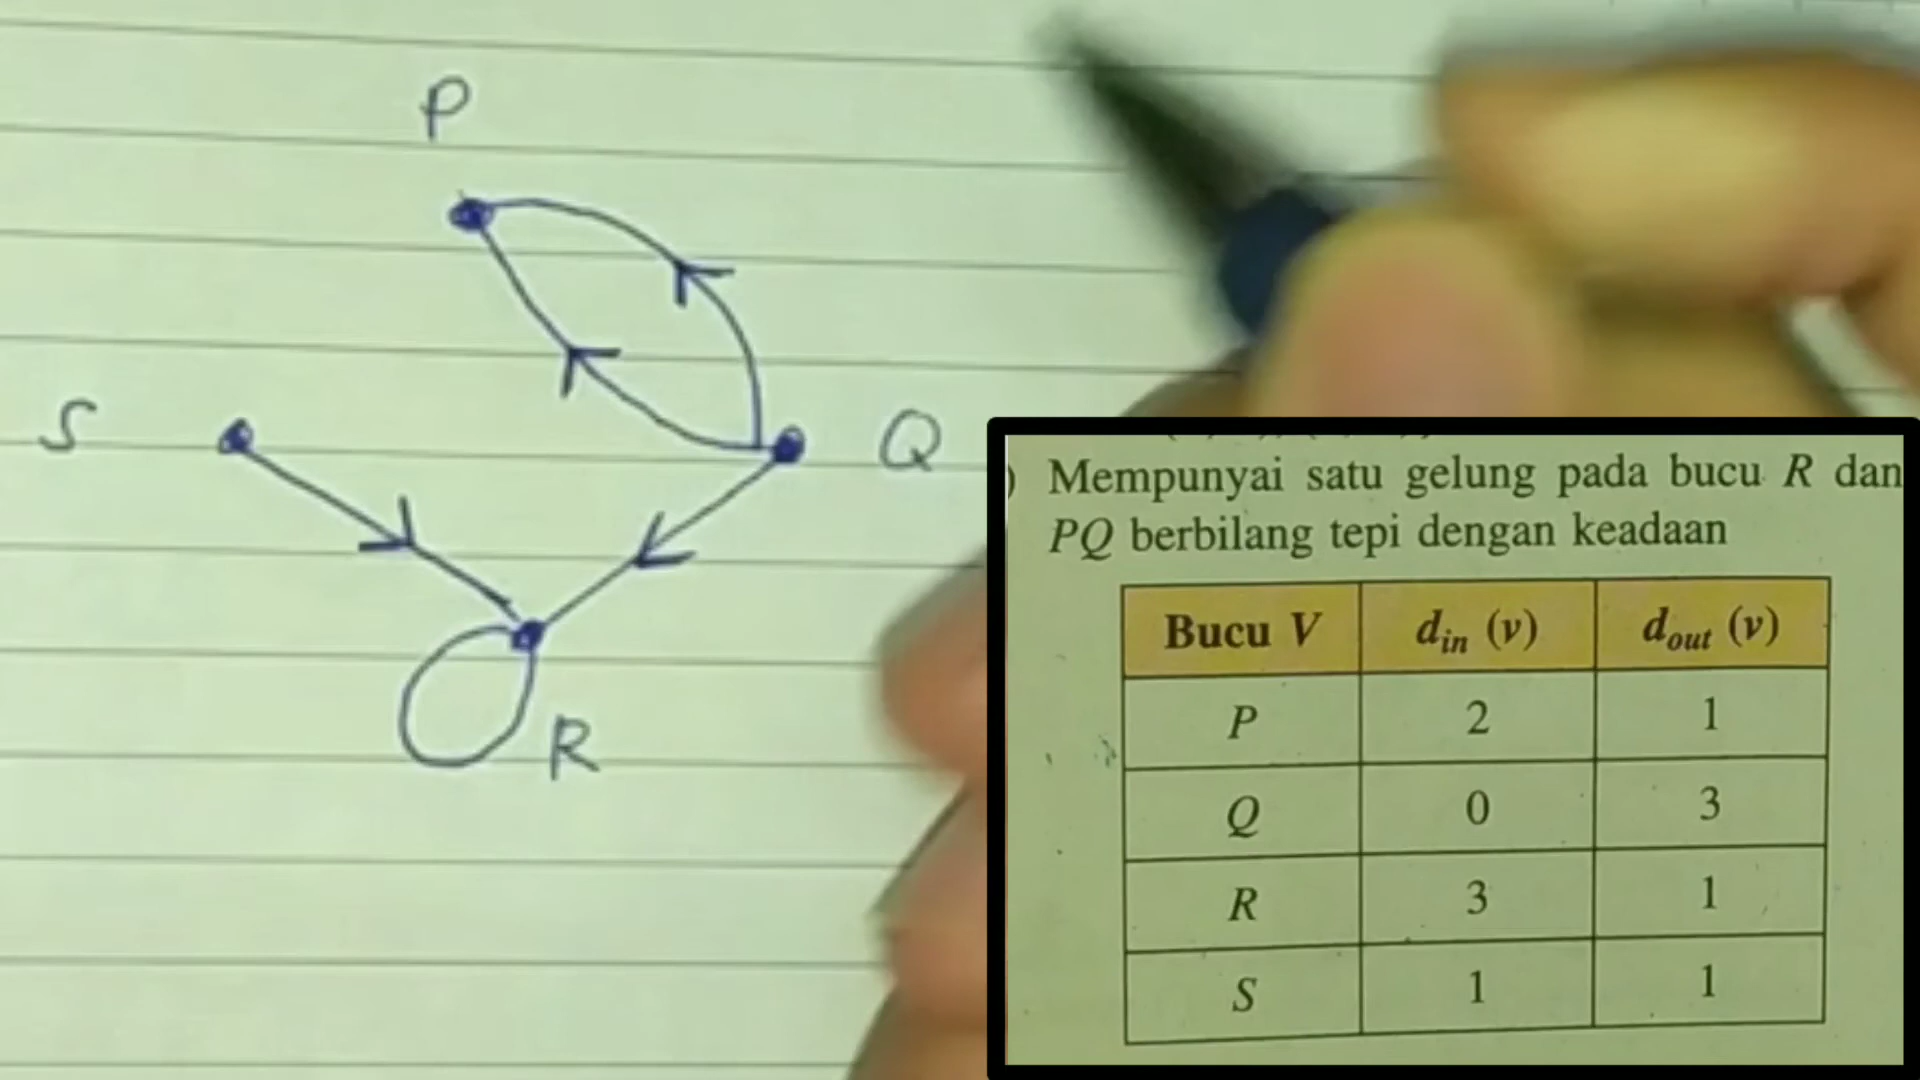 P
S
Q
R
) Mempunyai satu gelung pada bucu R dan
PQ berbilang tepi dengan keadaan
Bucu V d_in (v) d_out (v)
P 2 1
Q 0 3
R 3 1
S 1 1